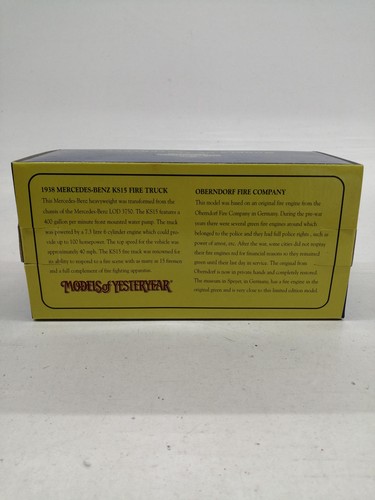 1938 MERCEDES-BENZ KS15 FIRE TRUCK
This Mercedes Benz heavyweight was transformed from the
chassis of the Mercedes Benz LOD 3750. The KS15 features a
400 gallon per minute front mounted water pump. The truck
was powered by a 7.3 litre 6 cylinder engine which could pro-
vide up to 100 horsepower. The top speed for the vehicle was
approximately 40 mph. The KS15 fire truck was renowned for
its ability to respond to a fire scene with as many as 15 firemen
and a full complement of fire fighting apparatus.
MODELS of YESTERYEAR®
OBERNDORF FIRE COMPANY
This model was based on an original fire engine from the
Oberndorf Fire Company in Germany. During the pre-war
years there were several green fire engines around which
belonged to the police and they had full police rights, such as
power of arrest, etc. After the war, some cities did not respray
their fire engines red for financial reasons so they remained
green until their last day in service. The original from
Oberndorf is now in private hands and completely restored.
The museum in Speyer, in Germany, has a fire engine in the
original green and is very close to this limited edition model.